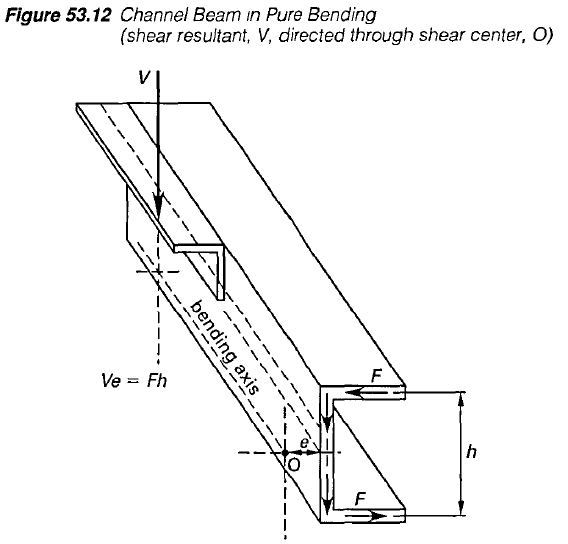 Figure 53.12 Channel Beam in Pure Bending
(shear resultant, V, directed through shear center, O)
V
bending axis
Ve = Fh
F
e
O
h
F